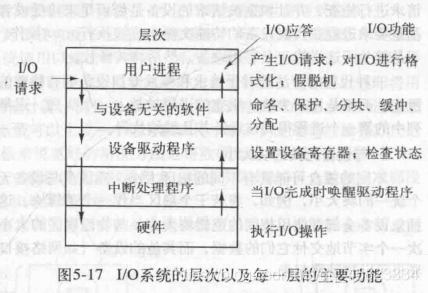 层次
I/O应答
I/O功能
I/O
请求
用户进程
产生I/O请求，对I/O进行格
式化，假脱机
与设备无关的软件
命名，保护，分块，缓冲，
分配
设备驱动程序
设置设备寄存器，检查状态
中断处理程序
当I/O完成时唤醒驱动程序
硬件
执行I/O操作
图5-17 I/O系统的层次以及每一层的主要功能